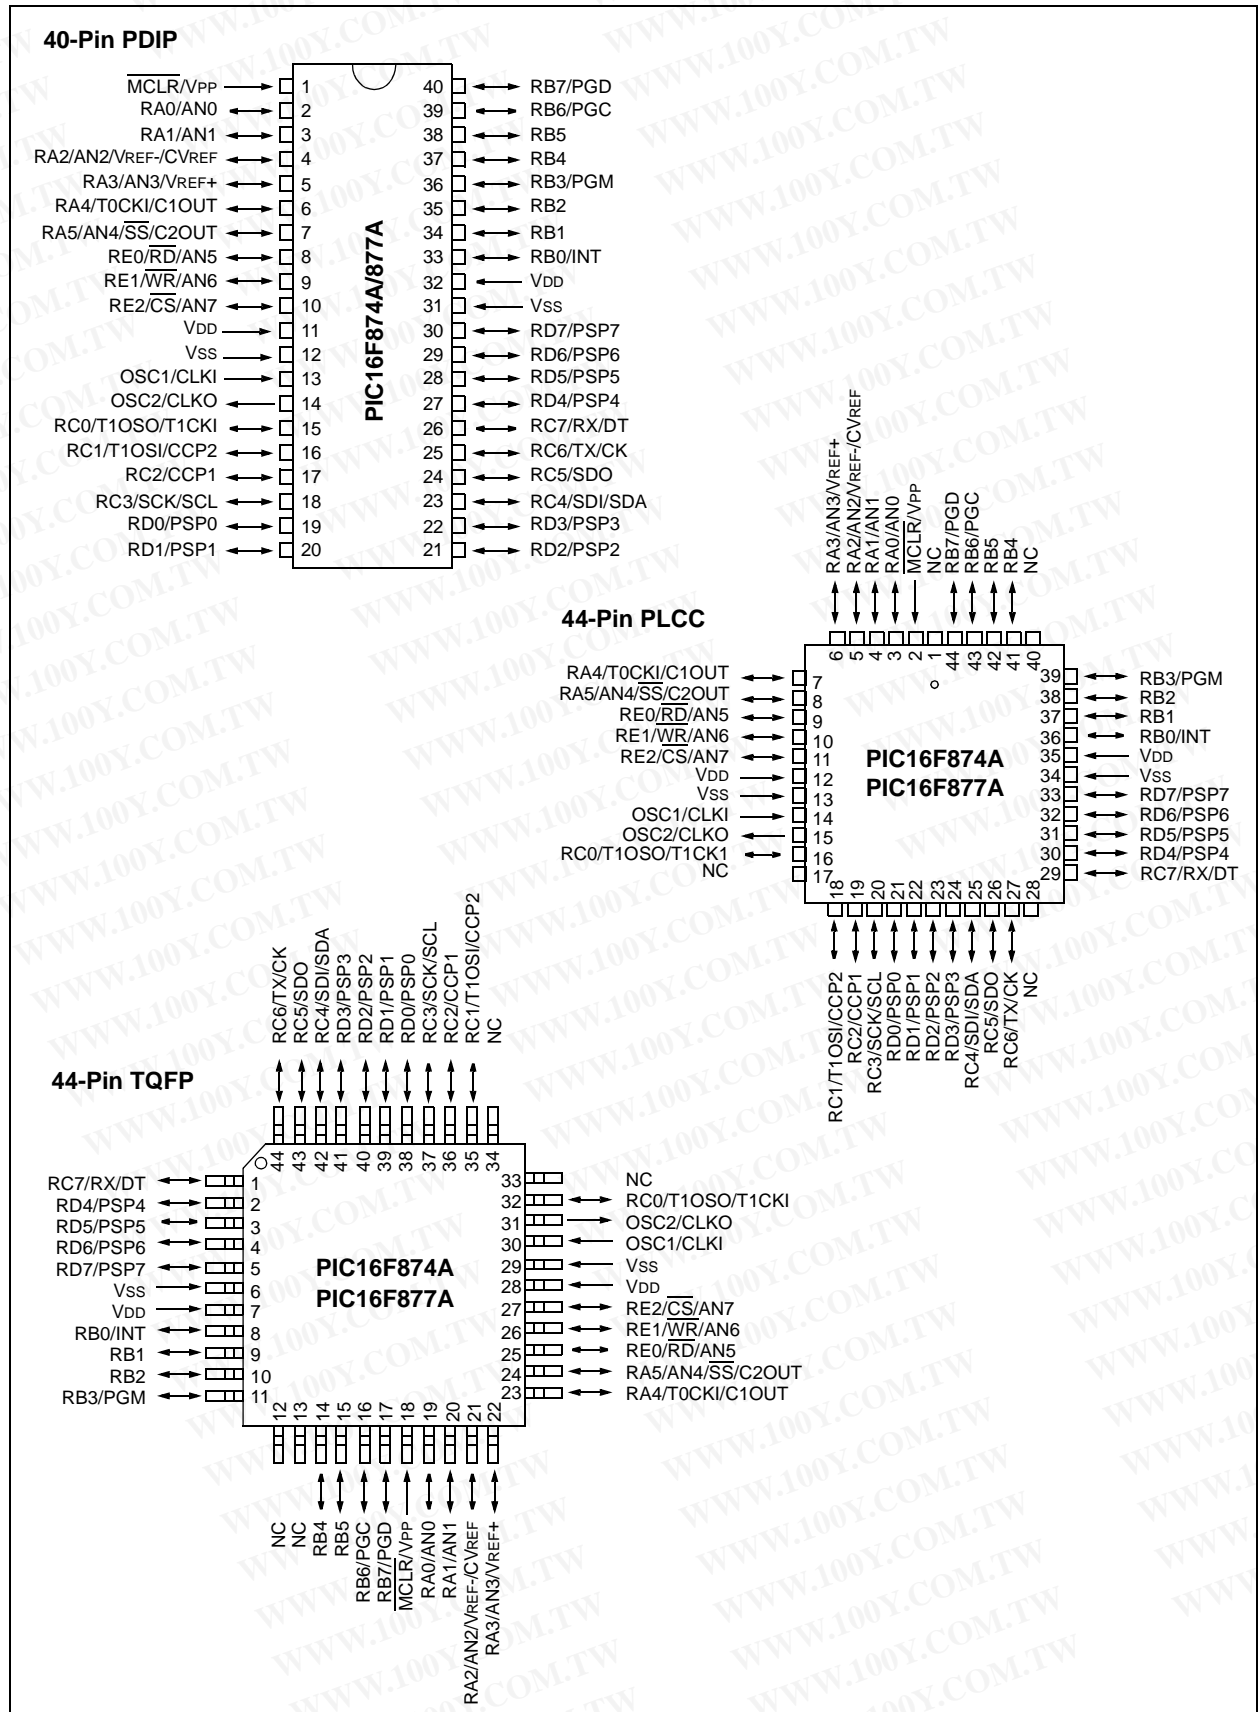 40-Pin PDIP
MCLR/VPP 1 40 RB7/PGD
RA0/AN0 2 39 RB6/PGC
RA1/AN1 3 38 RB5
RA2/AN2/VREF-/CVREF 4 37 RB4
RA3/AN3/VREF+ 5 36 RB3/PGM
RA4/T0CKI/C1OUT 6 35 RB2
RA5/AN4/SS/C2OUT 7 34 RB1
RE0/RD/AN5 8 33 RB0/INT
RE1/WR/AN6 9 32 VDD
RE2/CS/AN7 10 31 VSS
VDD 11 30 RD7/PSP7
VSS 12 29 RD6/PSP6
OSC1/CLKI 13 28 RD5/PSP5
OSC2/CLKO 14 27 RD4/PSP4
RC0/T1OSO/T1CKI 15 26 RC7/RX/DT
RC1/T1OSI/CCP2 16 25 RC6/TX/CK
RC2/CCP1 17 24 RC5/SDO
RC3/SCK/SCL 18 23 RC4/SDI/SDA
RD0/PSP0 19 22 RD3/PSP3
RD1/PSP1 20 21 RD2/PSP2
PIC16F874A/877A
44-Pin PLCC
RA3/AN3/VREF+
RA2/AN2/VREF-/CVREF
RA1/AN1
RA0/AN0
MCLR/VPP
NC
RB7/PGD
RB6/PGC
RB5
RB4
NC
6 5 4 3 2 1 44 43 42 41 40
RA4/T0CKI/C1OUT 7 39 RB3/PGM
RA5/AN4/SS/C2OUT 8 38 RB2
RE0/RD/AN5 9 37 RB1
RE1/WR/AN6 10 36 RB0/INT
RE2/CS/AN7 11 35 VDD
VDD 12 34 VSS
VSS 13 33 RD7/PSP7
OSC1/CLKI 14 32 RD6/PSP6
OSC2/CLKO 15 31 RD5/PSP5
RC0/T1OSO/T1CK1 16 30 RD4/PSP4
NC 17 29 RC7/RX/DT
PIC16F874A
PIC16F877A
18 19 20 21 22 23 24 25 26 27 28
RC1/T1OSI/CCP2
RC2/CCP1
RC3/SCK/SCL
RD0/PSP0
RD1/PSP1
RD2/PSP2
RD3/PSP3
RC4/SDI/SDA
RC5/SDO
RC6/TX/CK
NC
44-Pin TQFP
RC6/TX/CK
RC5/SDO
RC4/SDI/SDA
RD3/PSP3
RD2/PSP2
RD1/PSP1
RD0/PSP0
RC3/SCK/SCL
RC2/CCP1
RC1/T1OSI/CCP2
NC
44 43 42 41 40 39 38 37 36 35 34
RC7/RX/DT 1 33 NC
RD4/PSP4 2 32 RC0/T1OSO/T1CKI
RD5/PSP5 3 31 OSC2/CLKO
RD6/PSP6 4 30 OSC1/CLKI
RD7/PSP7 5 29 VSS
VSS 6 28 VDD
VDD 7 27 RE2/CS/AN7
RB0/INT 8 26 RE1/WR/AN6
RB1 9 25 RE0/RD/AN5
RB2 10 24 RA5/AN4/SS/C2OUT
RB3/PGM 11 23 RA4/T0CKI/C1OUT
PIC16F874A
PIC16F877A
12 13 14 15 16 17 18 19 20 21 22
NC
NC
RB4
RB5
RB6/PGC
RB7/PGD
MCLR/VPP
RA0/AN0
RA1/AN1
RA2/AN2/VREF-/CVREF
RA3/AN3/VREF+
WWW.100Y.COM.TW